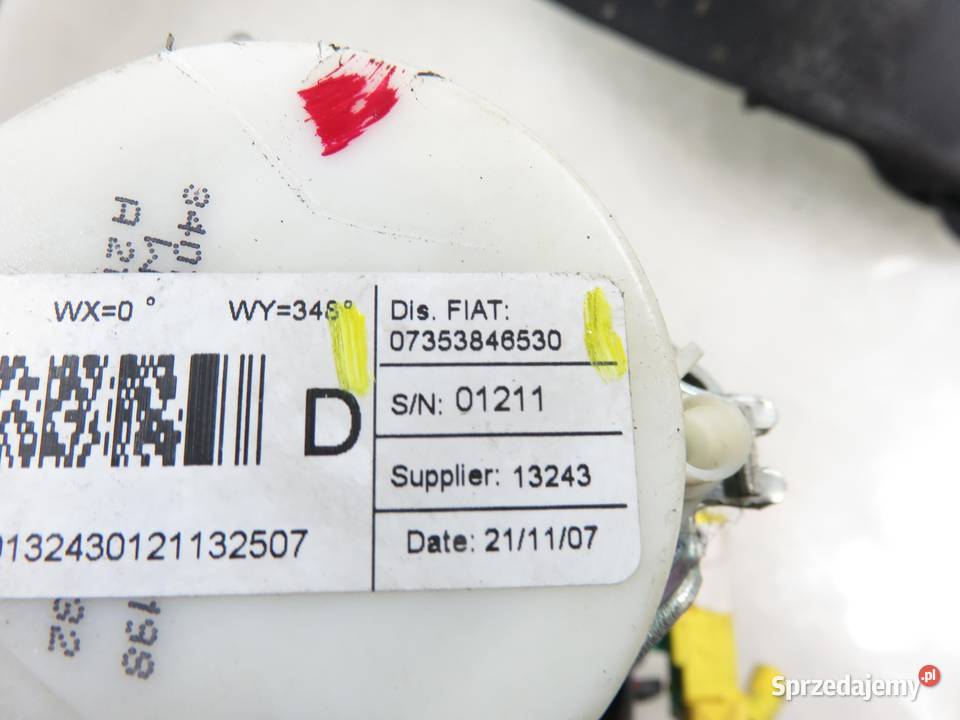 WX=0 °
WY=348°
Dis. FIAT:
07353846530
D
S/N: 01211
Supplier: 13243
0132430121132507
Date: 21/11/07
Sprzedajemy.pl